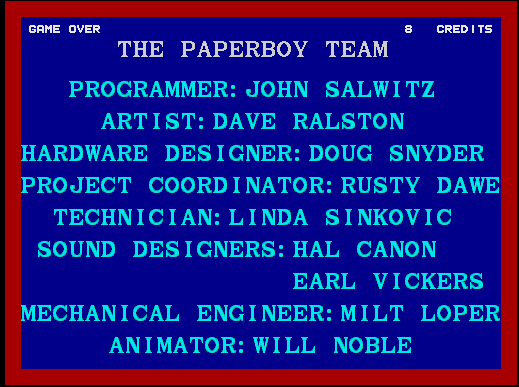 GAME OVER 8 CREDITS
THE PAPERBOY TEAM
PROGRAMMER: JOHN SALWITZ
ARTIST: DAVE RALSTON
HARDWARE DESIGNER: DOUG SNYDER
PROJECT COORDINATOR: RUSTY DAWE
TECHNICIAN: LINDA SINKOVIC
SOUND DESIGNERS: HAL CANON
EARL VICKERS
MECHANICAL ENGINEER: MILT LOPER
ANIMATOR: WILL NOBLE